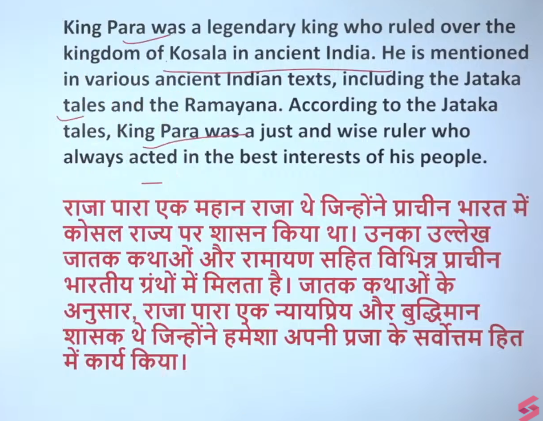 King Para was a legendary king who ruled over the
kingdom of Kosala in ancient India. He is mentioned
in various ancient Indian texts, including the Jataka
tales and the Ramayana. According to the Jataka
tales, King Para was a just and wise ruler who
always acted in the best interests of his people.
राजा पारा एक महान राजा थे जिन्होंने प्राचीन भारत में
कोसल राज्य पर शासन किया था। उनका उल्लेख
जातक कथाओं और रामायण सहित विभिन्न प्राचीन
भारतीय ग्रंथों में मिलता है। जातक कथाओं के
अनुसार, राजा पारा एक न्यायप्रिय और बुद्धिमान
शासक थे जिन्होंने हमेशा अपनी प्रजा के सर्वोत्तम हित
में कार्य किया।